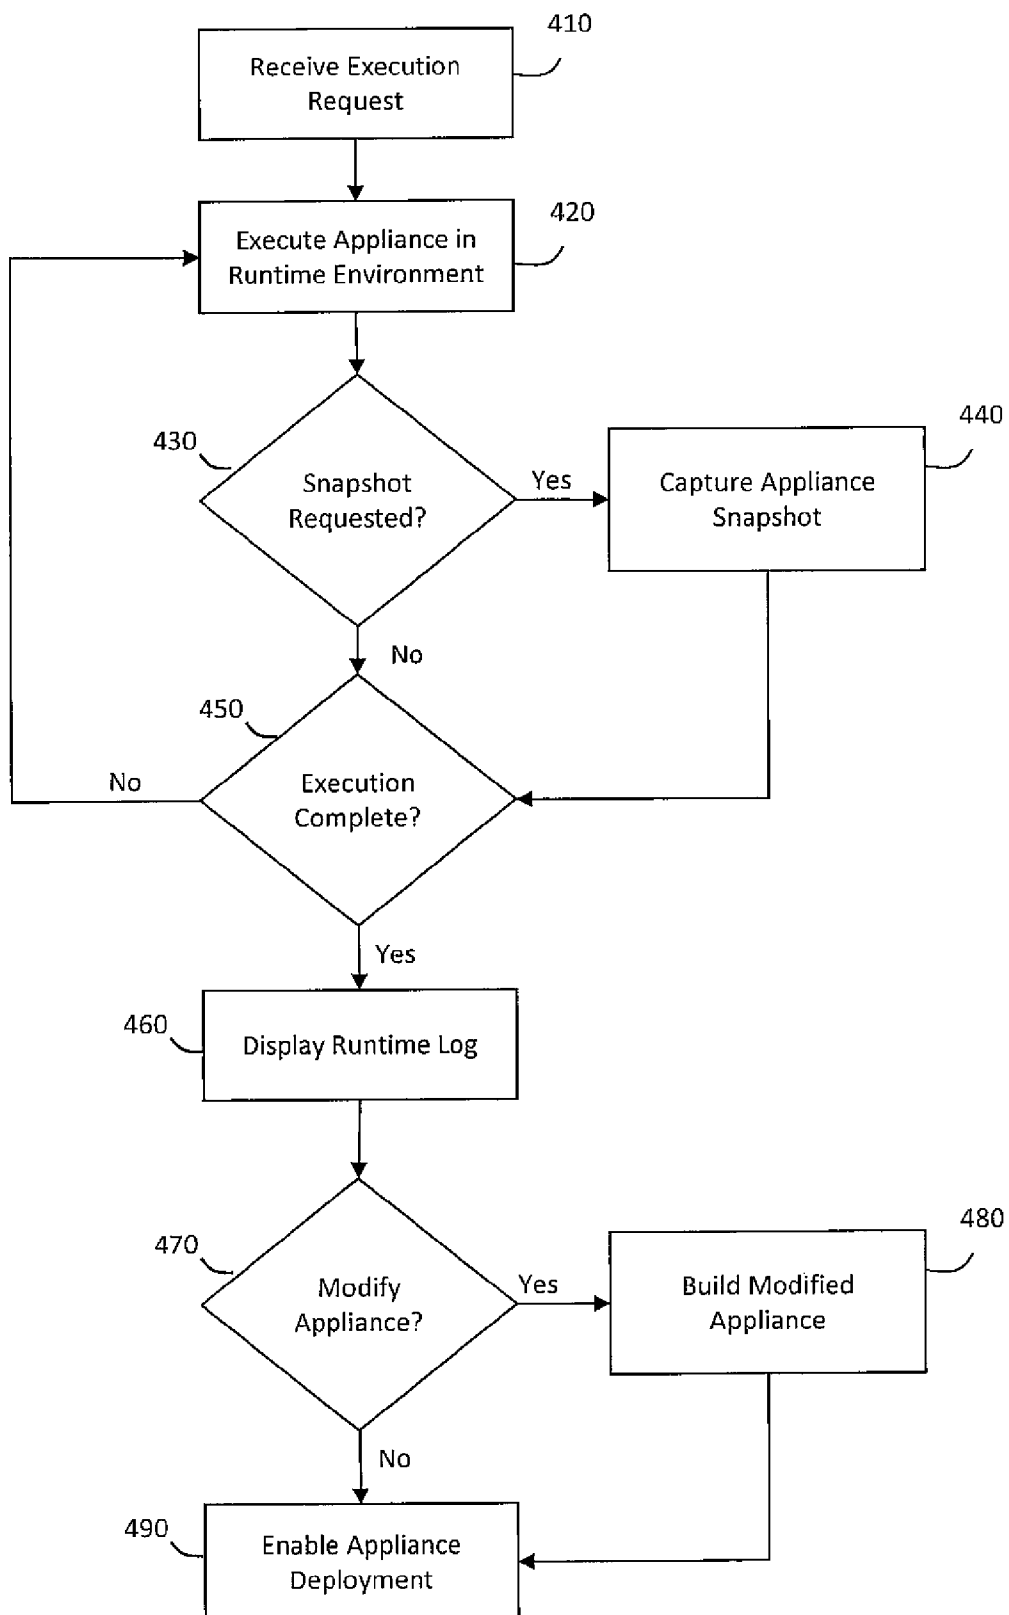 410
Receive Execution
Request
420
Execute Appliance in
Runtime Environment
430
Snapshot
Requested?
Yes
440
Capture Appliance
Snapshot
No
450
Execution
Complete?
No
Yes
460
Display Runtime Log
470
Modify
Appliance?
Yes
480
Build Modified
Appliance
No
490
Enable Appliance
Deployment